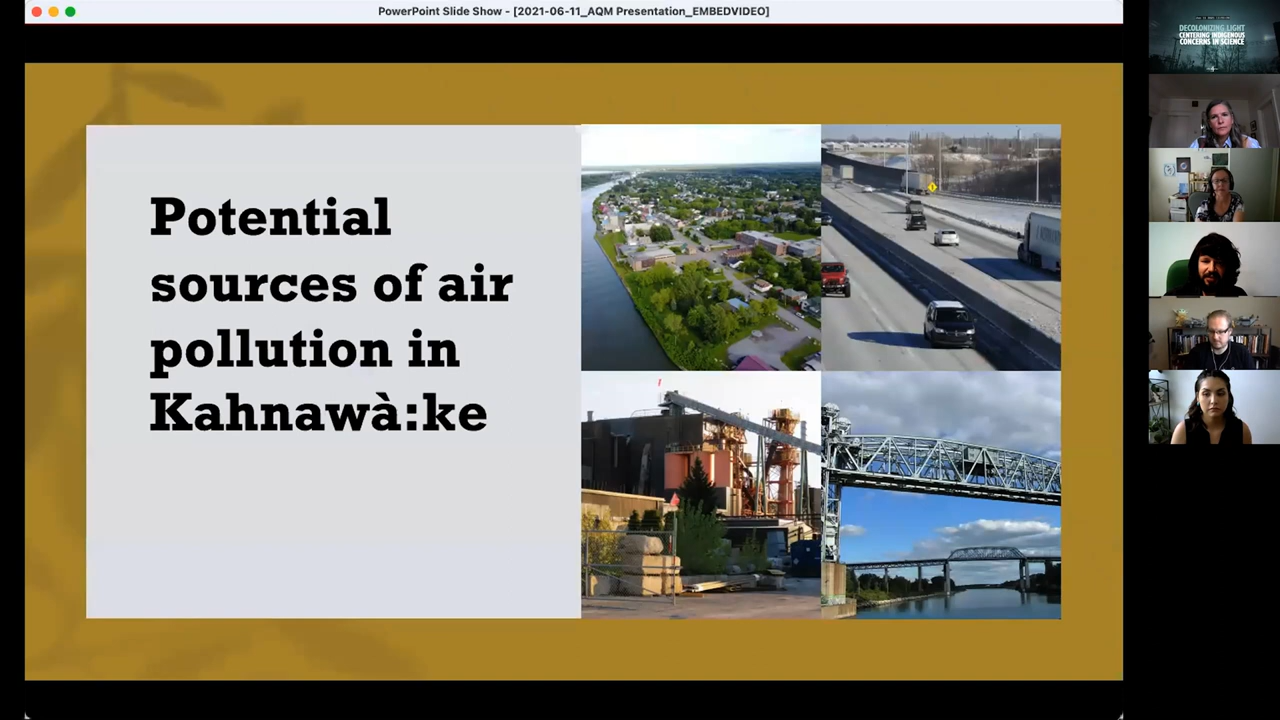 PowerPoint Slide Show - [2021-06-11_AQM Presentation_EMBEDVIDEO]
Potential
sources of air
pollution in
Kahnawà:ke
DECOLONIZING LIGHT
CENTERING INDIGENOUS
CONCERNS IN SCIENCE